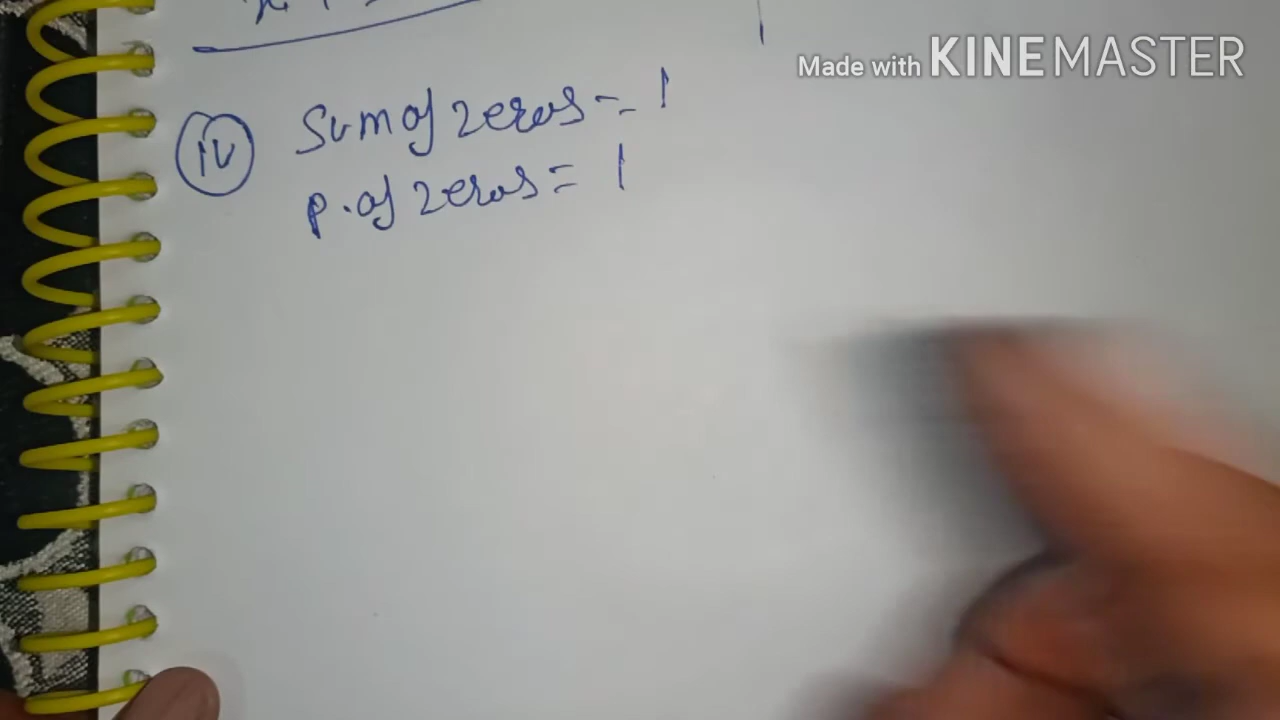 Made with KINEMASTER
(iv) Sum of zeros = 1
p. of zeros = 1